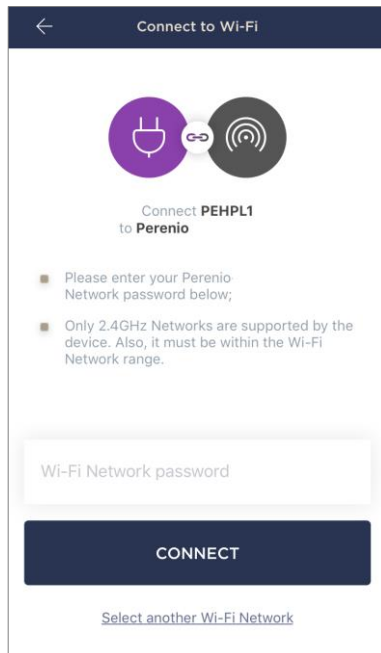 Connect to Wi-Fi
Connect PEHPL1
to Perenio
Please enter your Perenio
Network password below;
Only 2.4GHz Networks are supported by the
device. Also, it must be within the Wi-Fi
Network range.
Wi-Fi Network password
CONNECT
Select another Wi-Fi Network